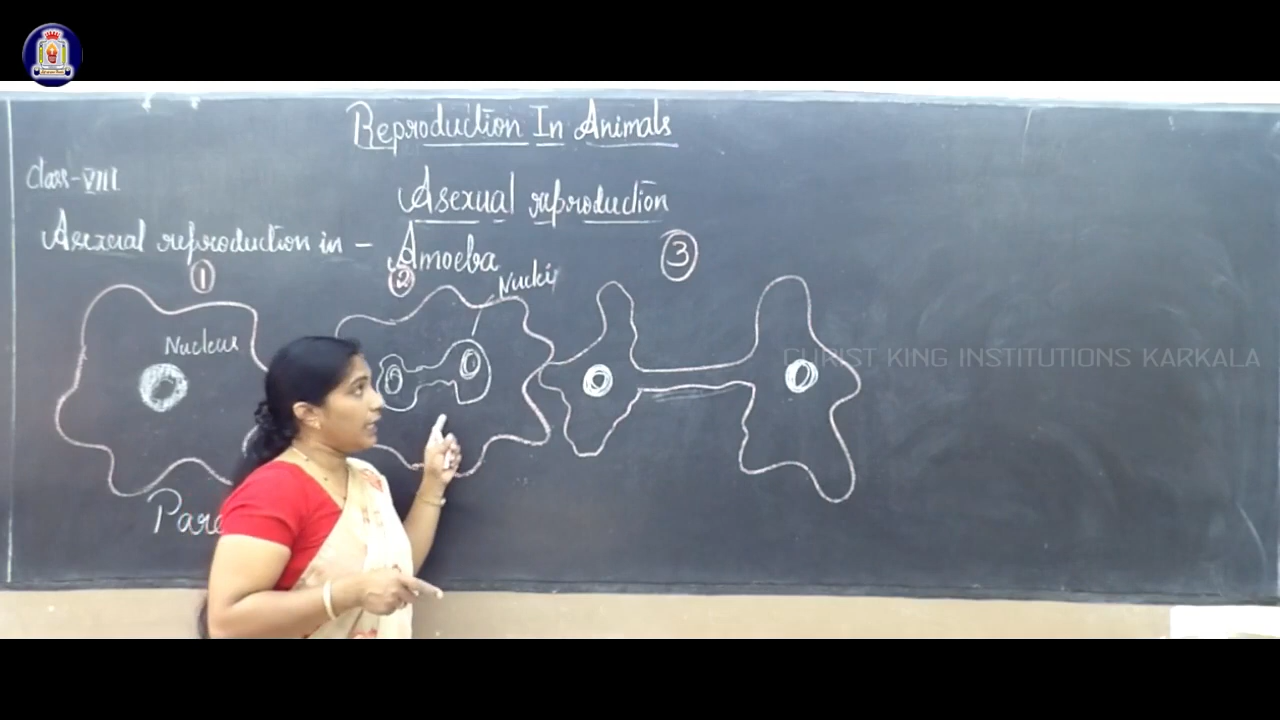 Reproduction In Animals
Class-VIII
Asexual reproduction
Asexual reproduction in - Amoeba
1
2
3
Nuclei
Nucleus
CHRIST KING INSTITUTIONS KARKALA